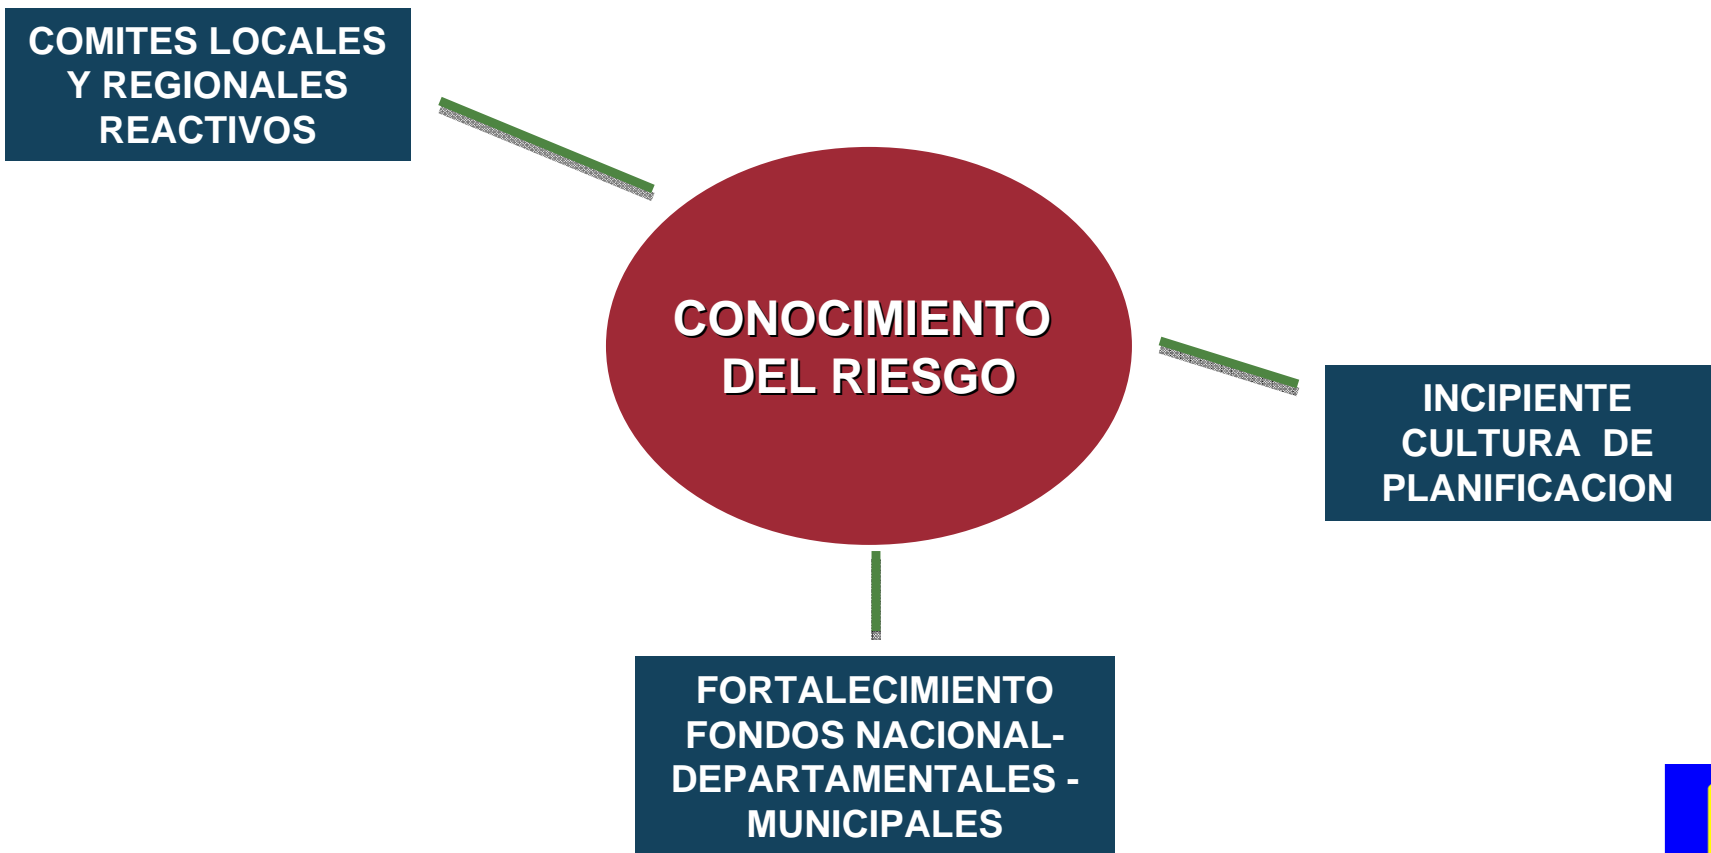 COMITES LOCALES
Y REGIONALES
REACTIVOS
CONOCIMIENTO
DEL RIESGO
INCIPIENTE
CULTURA DE
PLANIFICACION
FORTALECIMIENTO
FONDOS NACIONAL-
DEPARTAMENTALES -
MUNICIPALES